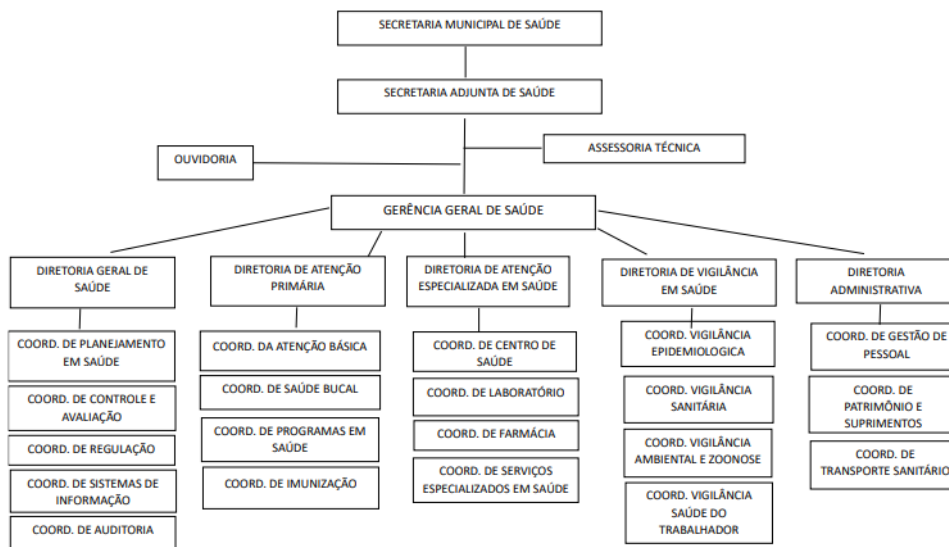 SECRETARIA MUNICIPAL DE SAÚDE
SECRETARIA ADJUNTA DE SAÚDE
OUVIDORIA
ASSESSORIA TÉCNICA
GERÊNCIA GERAL DE SAÚDE
DIRETORIA GERAL DE
SAÚDE
COORD. DE PLANEJAMENTO
EM SAÚDE
COORD. DE CONTROLE E
AVALIAÇÃO
COORD. DE REGULAÇÃO
COORD. DE SISTEMAS DE
INFORMAÇÃO
COORD. DE AUDITORIA
DIRETORIA DE ATENÇÃO
PRIMÁRIA
COORD. DA ATENÇÃO BÁSICA
COORD. DE SAÚDE BUCAL
COORD. DE PROGRAMAS EM
SAÚDE
COORD. DE IMUNIZAÇÃO
DIRETORIA DE ATENÇÃO
ESPECIALIZADA EM SAÚDE
COORD. DE CENTRO DE
SAÚDE
COORD. DE LABORATÓRIO
COORD. DE FARMÁCIA
COORD. DE SERVIÇOS
ESPECIALIZADOS EM SAÚDE
DIRETORIA DE VIGILÂNCIA
EM SAÚDE
COORD. VIGILÂNCIA
EPIDEMIOLOGICA
COORD. VIGILÂNCIA
SANITÁRIA
COORD. VIGILÂNCIA
AMBIENTAL E ZOONOSE
COORD. VIGILÂNCIA
SAÚDE DO
TRABALHADOR
DIRETORIA
ADMINISTRATIVA
COORD. DE GESTÃO DE
PESSOAL
COORD. DE
PATRIMÔNIO E
SUPRIMENTOS
COORD. DE
TRANSPORTE SANITÁRIO